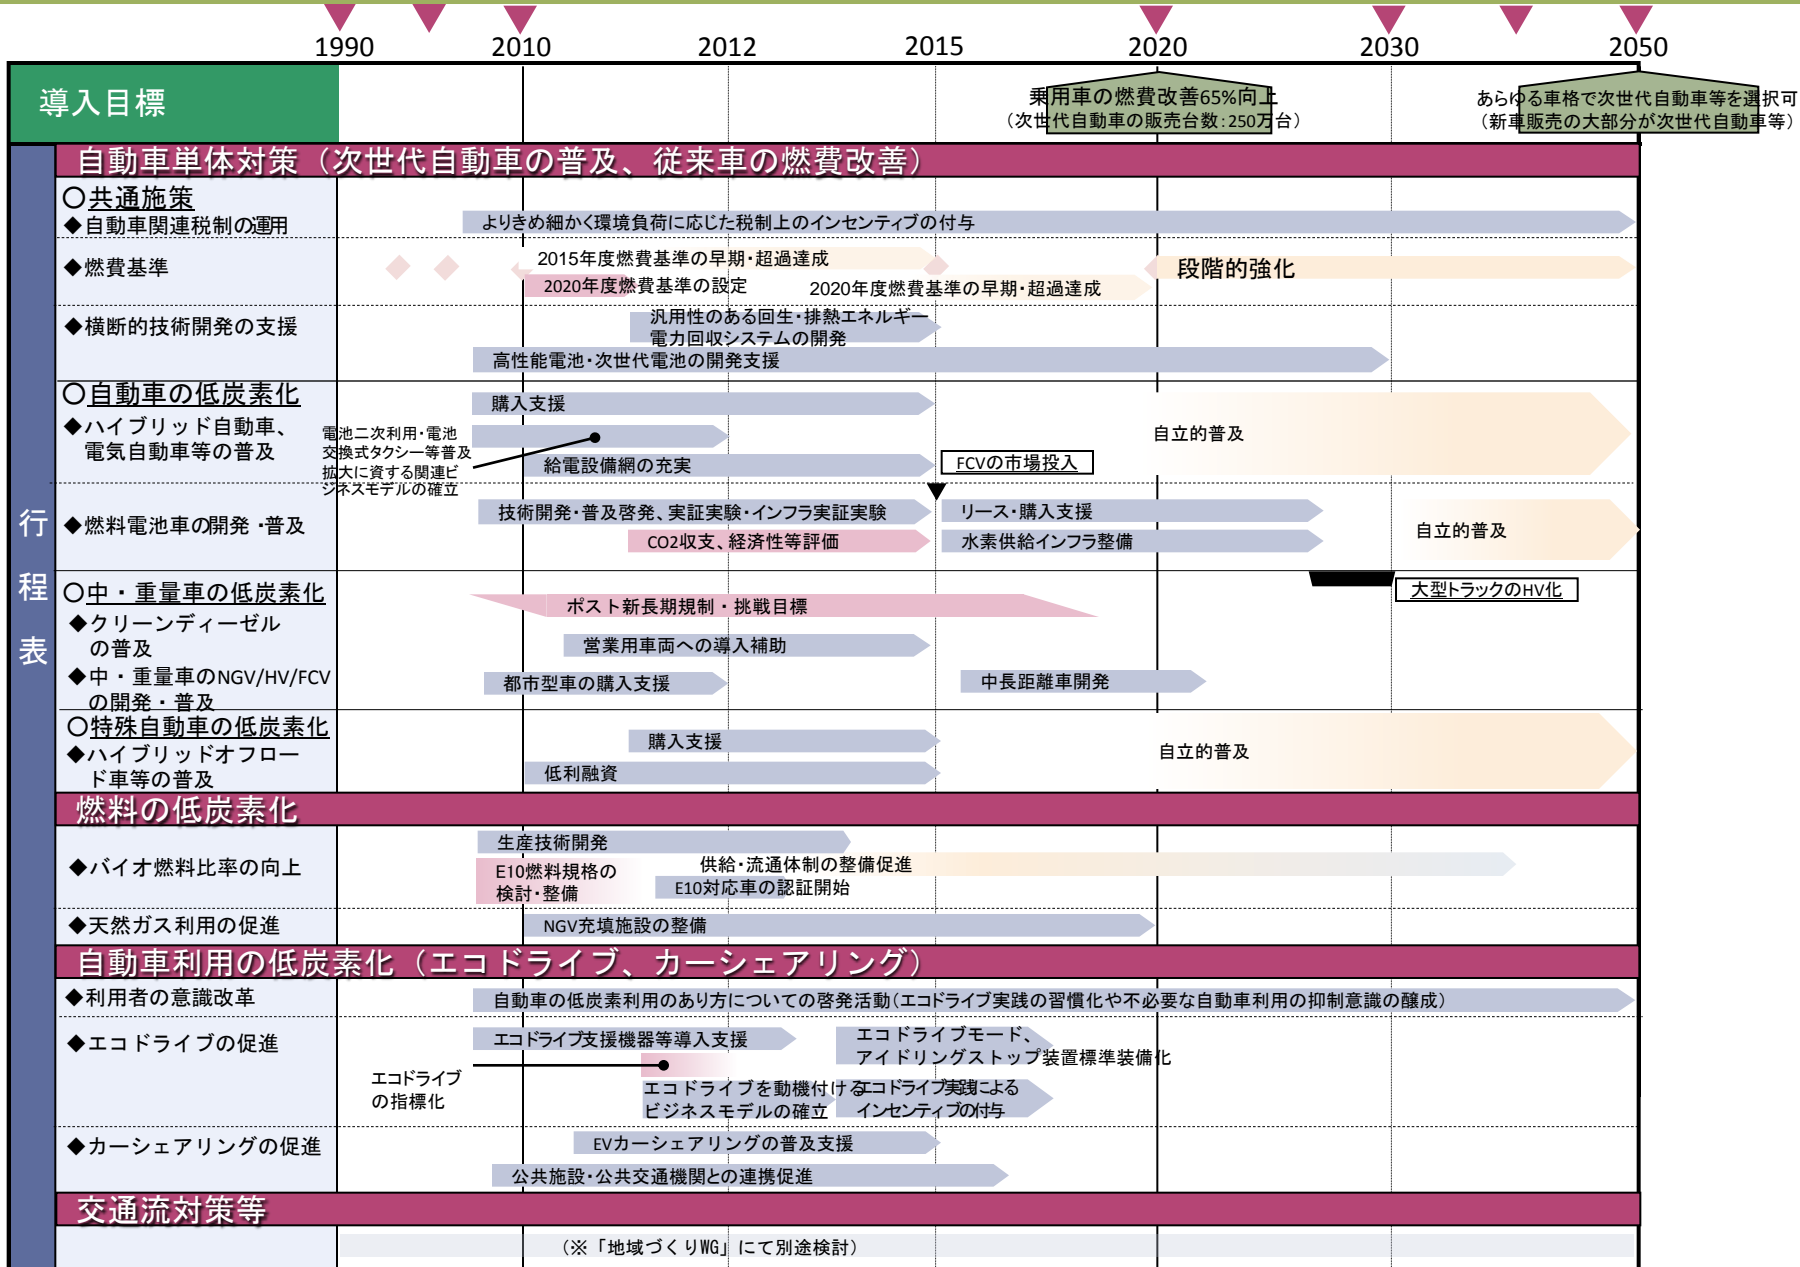 1990 2010 2012 2015 2020 2030 2050
導入目標
乗用車の燃費改善65%向上
（次世代自動車の販売台数：250万台）
あらゆる車格で次世代自動車等を選択可
（新車販売の大部分が次世代自動車等）
行程表
自動車単体対策（次世代自動車の普及、従来車の燃費改善）
○共通施策
◆自動車関連税制の運用
よりきめ細かく環境負荷に応じた税制上のインセンティブの付与
◆燃費基準
2015年度燃費基準の早期・超過達成
2020年度燃費基準の設定
2020年度燃費基準の早期・超過達成
段階的強化
◆横断的技術開発の支援
汎用性のある回生・排熱エネルギー
電力回収システムの開発
高性能電池・次世代電池の開発支援
○自動車の低炭素化
◆ハイブリッド自動車、
電気自動車等の普及
購入支援
電池二次利用・電池
交換式タクシー等普及
拡大に資する関連ビ
ジネスモデルの確立
給電設備網の充実
自立的普及
FCVの市場投入
◆燃料電池車の開発・普及
技術開発・普及啓発、実証実験・インフラ実証実験
CO2収支、経済性等評価
リース・購入支援
水素供給インフラ整備
自立的普及
○中・重量車の低炭素化
◆クリーンディーゼル
の普及
ポスト新長期規制・挑戦目標
営業用車両への導入補助
大型トラックのHV化
◆中・重量車のNGV/HV/FCV
の開発・普及
都市型車の購入支援
中長距離車開発
○特殊自動車の低炭素化
◆ハイブリッドオフロー
ド車等の普及
購入支援
低利融資
自立的普及
燃料の低炭素化
◆バイオ燃料比率の向上
生産技術開発
E10燃料規格の
検討・整備
供給・流通体制の整備促進
E10対応車の認証開始
◆天然ガス利用の促進
NGV充填施設の整備
自動車利用の低炭素化（エコドライブ、カーシェアリング）
◆利用者の意識改革
自動車の低炭素利用のあり方についての啓発活動（エコドライブ実践の習慣化や不必要な自動車利用の抑制意識の醸成）
◆エコドライブの促進
エコドライブ支援機器等導入支援
エコドライブモード、
アイドリングストップ装置標準装備化
エコドライブ
の指標化
エコドライブを動機付ける
ビジネスモデルの確立
エコドライブ実践による
インセンティブの付与
◆カーシェアリングの促進
EVカーシェアリングの普及支援
公共施設・公共交通機関との連携促進
交通流対策等
（※「地域づくりWG」にて別途検討）